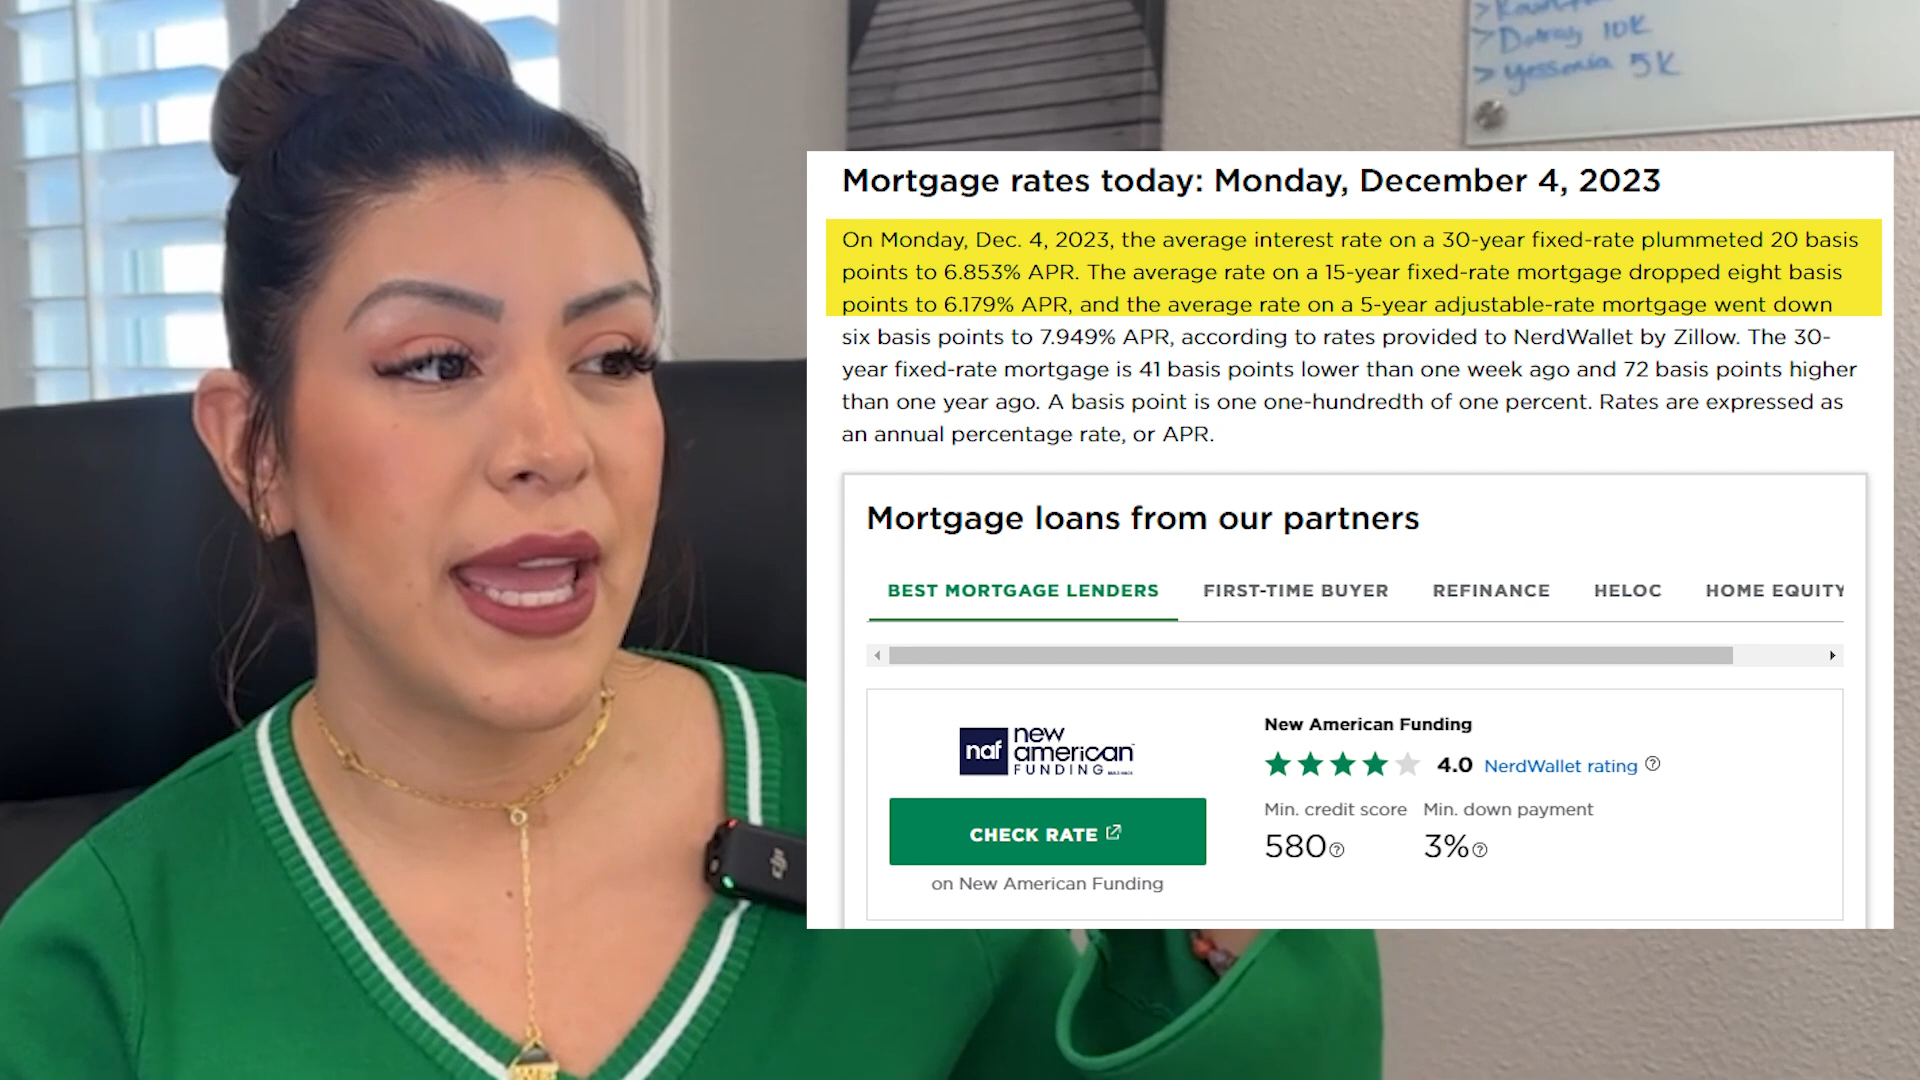 > Dotray 10K
> Yessenia 5K
Mortgage rates today: Monday, December 4, 2023
On Monday, Dec. 4, 2023, the average interest rate on a 30-year fixed-rate plummeted 20 basis
points to 6.853% APR. The average rate on a 15-year fixed-rate mortgage dropped eight basis
points to 6.179% APR, and the average rate on a 5-year adjustable-rate mortgage went down
six basis points to 7.949% APR, according to rates provided to NerdWallet by Zillow. The 30-
year fixed-rate mortgage is 41 basis points lower than one week ago and 72 basis points higher
than one year ago. A basis point is one one-hundredth of one percent. Rates are expressed as
an annual percentage rate, or APR.
Mortgage loans from our partners
BEST MORTGAGE LENDERS FIRST-TIME BUYER REFINANCE HELOC HOME EQUITY
naf new american FUNDING
CHECK RATE
on New American Funding
New American Funding
4.0 NerdWallet rating
Min. credit score Min. down payment
580 3%
dji